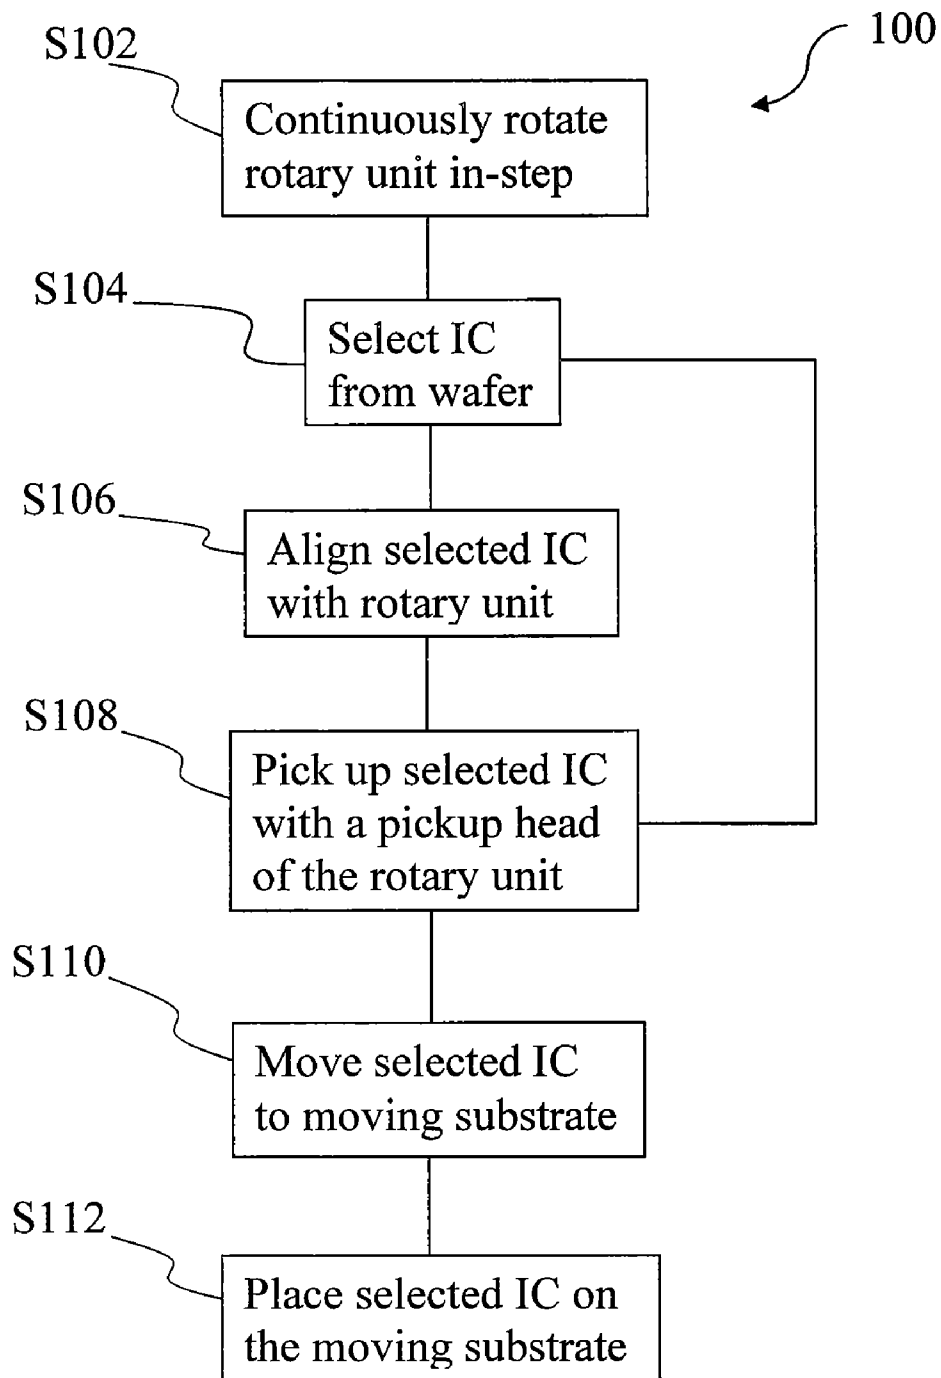 100
S102
Continuously rotate
rotary unit in-step
S104
Select IC
from wafer
S106
Align selected IC
with rotary unit
S108
Pick up selected IC
with a pickup head
of the rotary unit
S110
Move selected IC
to moving substrate
S112
Place selected IC on
the moving substrate